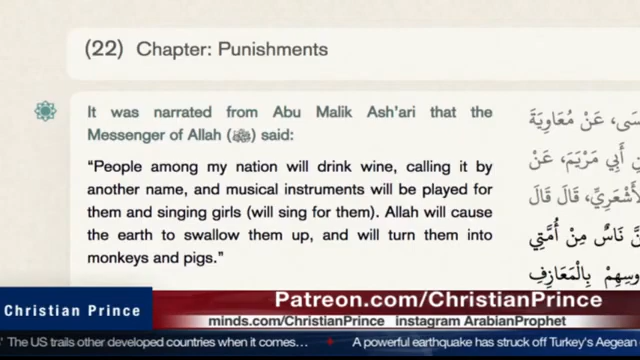 (22) Chapter: Punishments
It was narrated from Abu Malik Ash'ari that the
Messenger of Allah (ﷺ) said:
"People among my nation will drink wine, calling it by
another name, and musical instruments will be played for
them and singing girls (will sing for them). Allah will cause
the earth to swallow them up, and will turn them into
monkeys and pigs."
سَى، عَنْ مُعَاوِيَةَ
أَبِي مَرْيَمَ، عَنْ
قَالَ قَالَ
نَاسٌ مِنْ أُمَّتِي
بِالْمَعَازِفِ
Patreon.com/ChristianPrince
Christian Prince
minds.com/ChristianPrince instagram ArabianProphet
The US trails other developed countries when it comes…
A powerful earthquake has struck off Turkey's Aegean